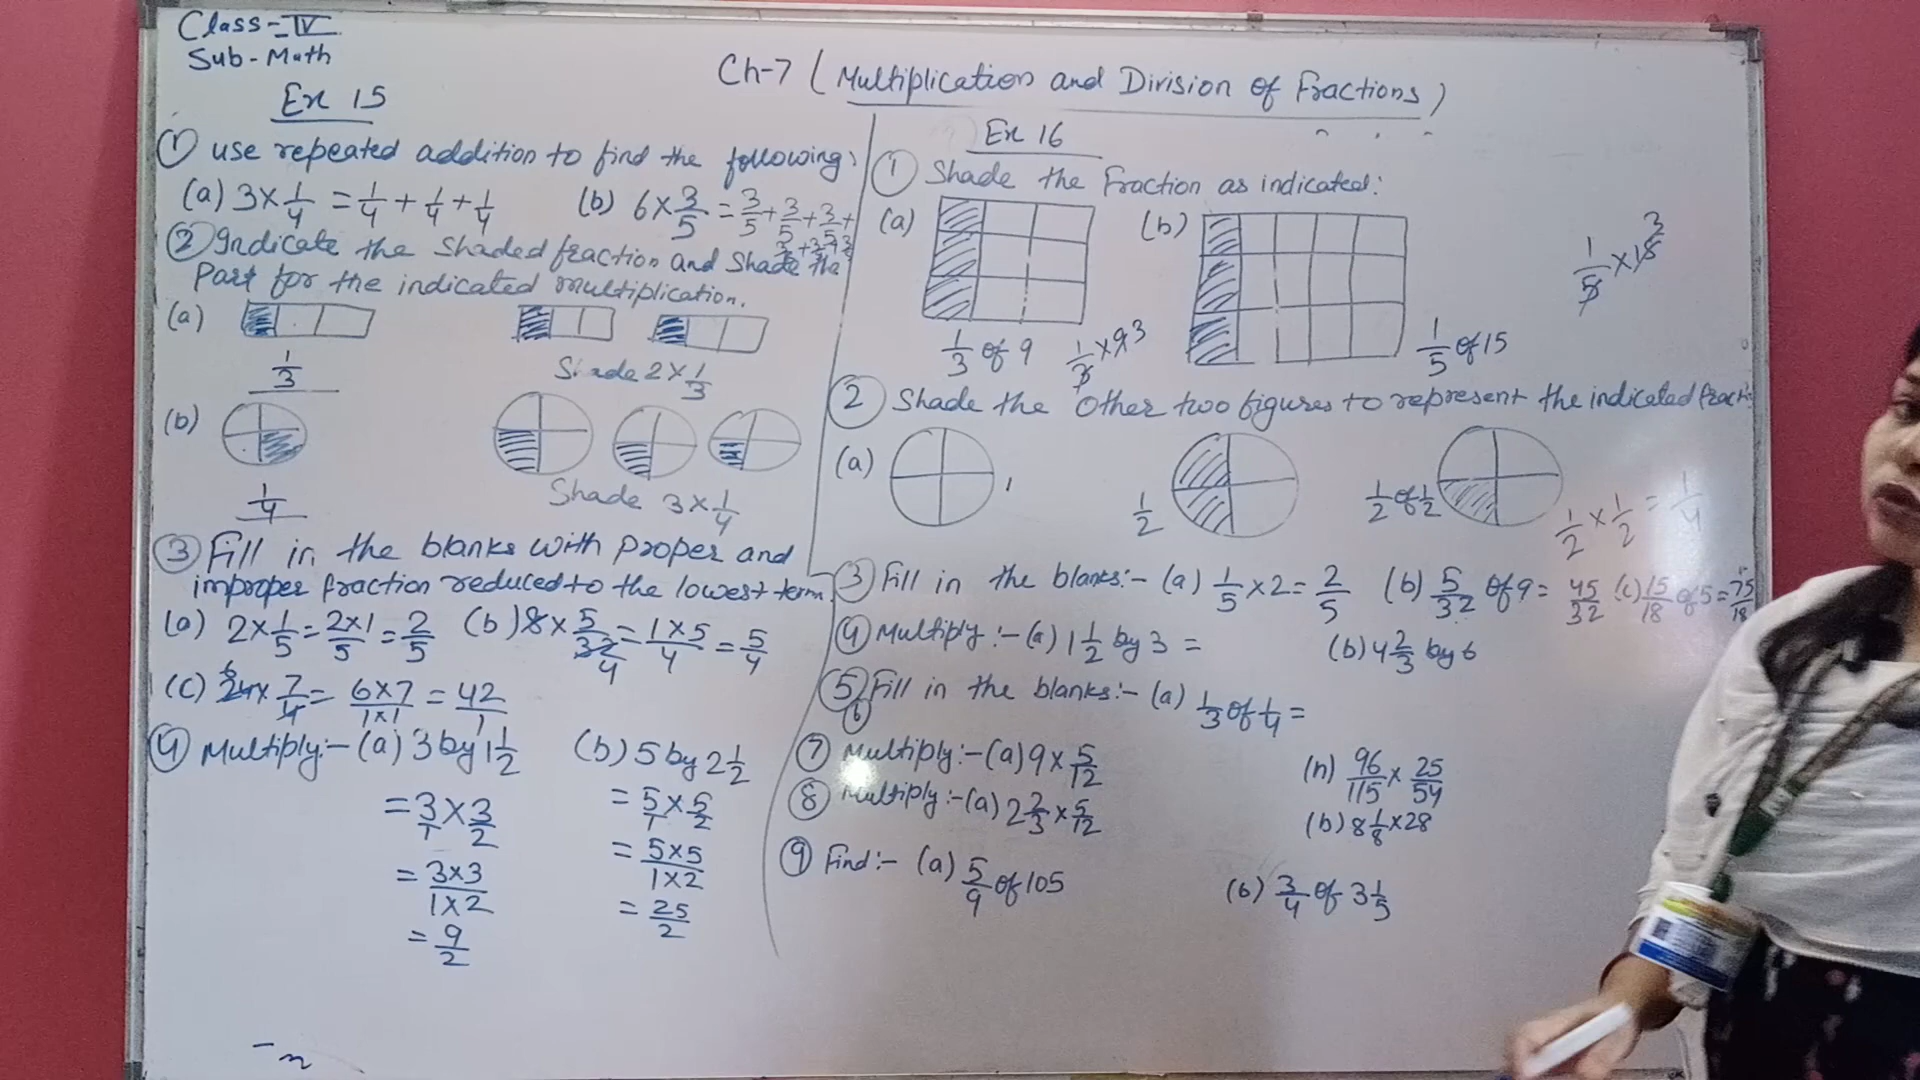 Class-IV
Sub-Math
Ch-7 (Multiplication and Division of Fractions)
Ex 15
① use repeated addition to find the following:
(a) 3×1/4 = 1/4 + 1/4 + 1/4 (b) 6×3/5 = 3/5 + 3/5 + 3/5 +
3/5 + 3/5 + 3/5
② Indicate the shaded fraction and shade the
part for the indicated multiplication.
(a)
1/3 Shade 2×1/3
(b)
1/4 Shade 3×1/4
③ Fill in the blanks with proper and
improper fraction reduced to the lowest term.
(a) 2×1/5 = 2×1/5 = 2/5 (b) 8×5/32 4 = 1×5/4 = 5/4
(c) 6 24×7/4 = 6×7/1×1 = 42/1
④ Multiply:- (a) 3 by 1 1/2 (b) 5 by 2 1/2
= 3/1 × 3/2 = 5/1 × 5/2
= 3×3/1×2 = 5×5/1×2
= 9/2 = 25/2
Ex 16
① Shade the Fraction as indicated:
(a) (b)
1/5 × 15 3
1/3 of 9 1/3 × 9 3 1/5 of 15
② Shade the other two figures to represent the indicated fracti
(a) 1 1/2 1/2 of 1/2 1/2 × 1/2 = 1/4
③ Fill in the blanks:- (a) 1/5 × 2 = 2/5 (b) 5/32 of 9 = 45/32 (c) 15/18 of 5 = 75/18
④ Multiply:- (a) 1 1/2 by 3 = (b) 4 2/3 by 6
⑤ Fill in the blanks:- (a) 1/3 of 1/4 =
⑥
⑦ Multiply:- (a) 9×5/12 (n) 96/115 × 25/54
⑧ Multiply:- (a) 2 2/3 × 5/12 (b) 8 1/8 × 28
⑨ Find:- (a) 5/9 of 105 (b) 3/4 of 3 1/5